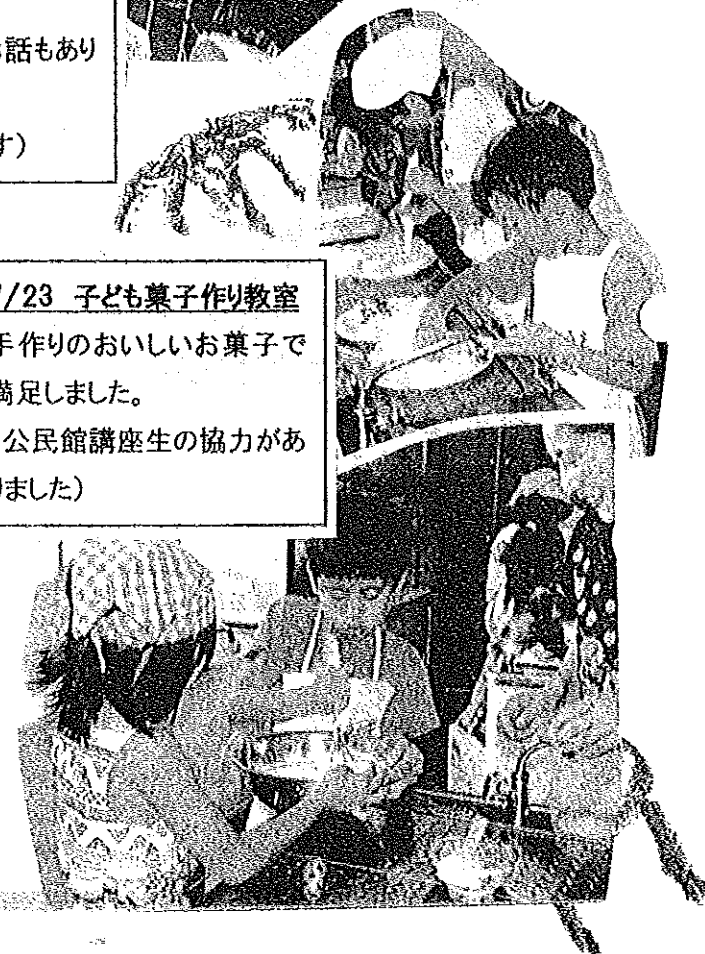 話もあり
す）
/23 子ども菓子作り教室
手作りのおいしいお菓子で
満足しました。
公民館講座生の協力があ
りました）